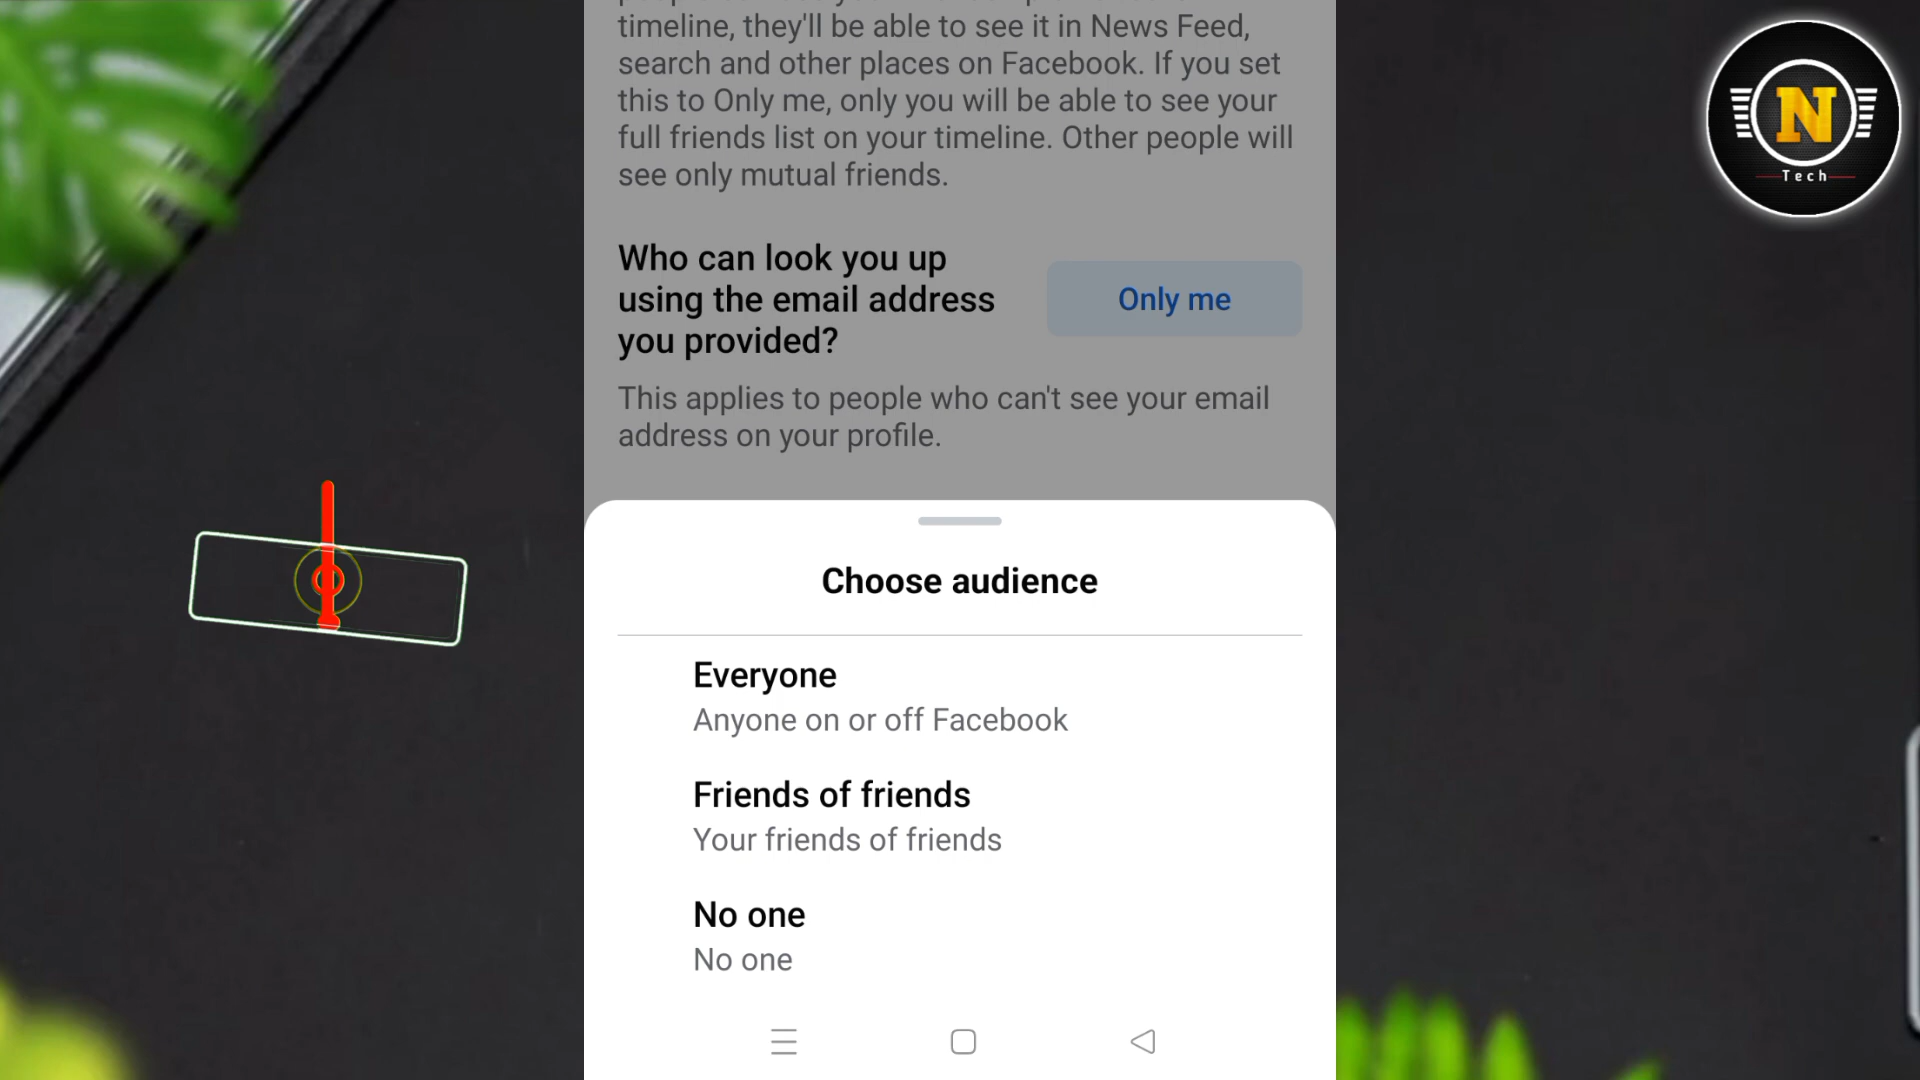 timeline, they'll be able to see it in News Feed,
search and other places on Facebook. If you set
this to Only me, only you will be able to see your
full friends list on your timeline. Other people will
see only mutual friends.
Who can look you up
using the email address
you provided?
Only me
This applies to people who can't see your email
address on your profile.
Choose audience
Everyone
Anyone on or off Facebook
Friends of friends
Your friends of friends
No one
No one
N
Tech